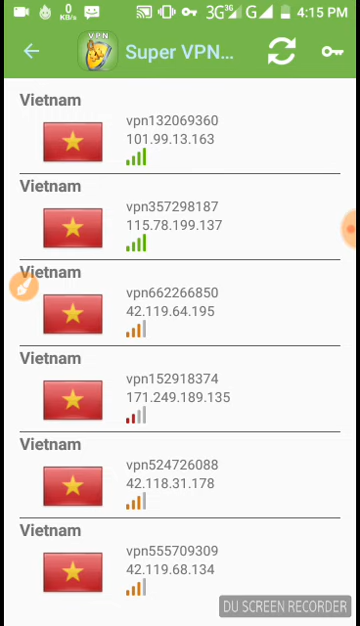 0 KB/s 3G 3G G 4:15 PM
VPN
Super VPN...
Vietnam
vpn132069360
101.99.13.163
Vietnam
vpn357298187
115.78.199.137
Vietnam
vpn662266850
42.119.64.195
Vietnam
vpn152918374
171.249.189.135
Vietnam
vpn524726088
42.118.31.178
Vietnam
vpn555709309
42.119.68.134
DU SCREEN RECORDER